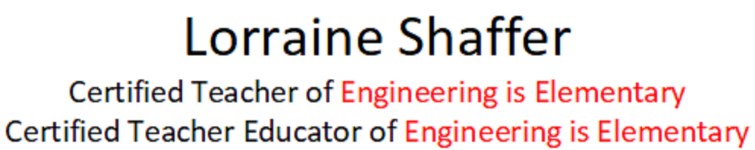 Lorraine Shaffer
Certified Teacher of Engineering is Elementary
Certified Teacher Educator of Engineering is Elementary